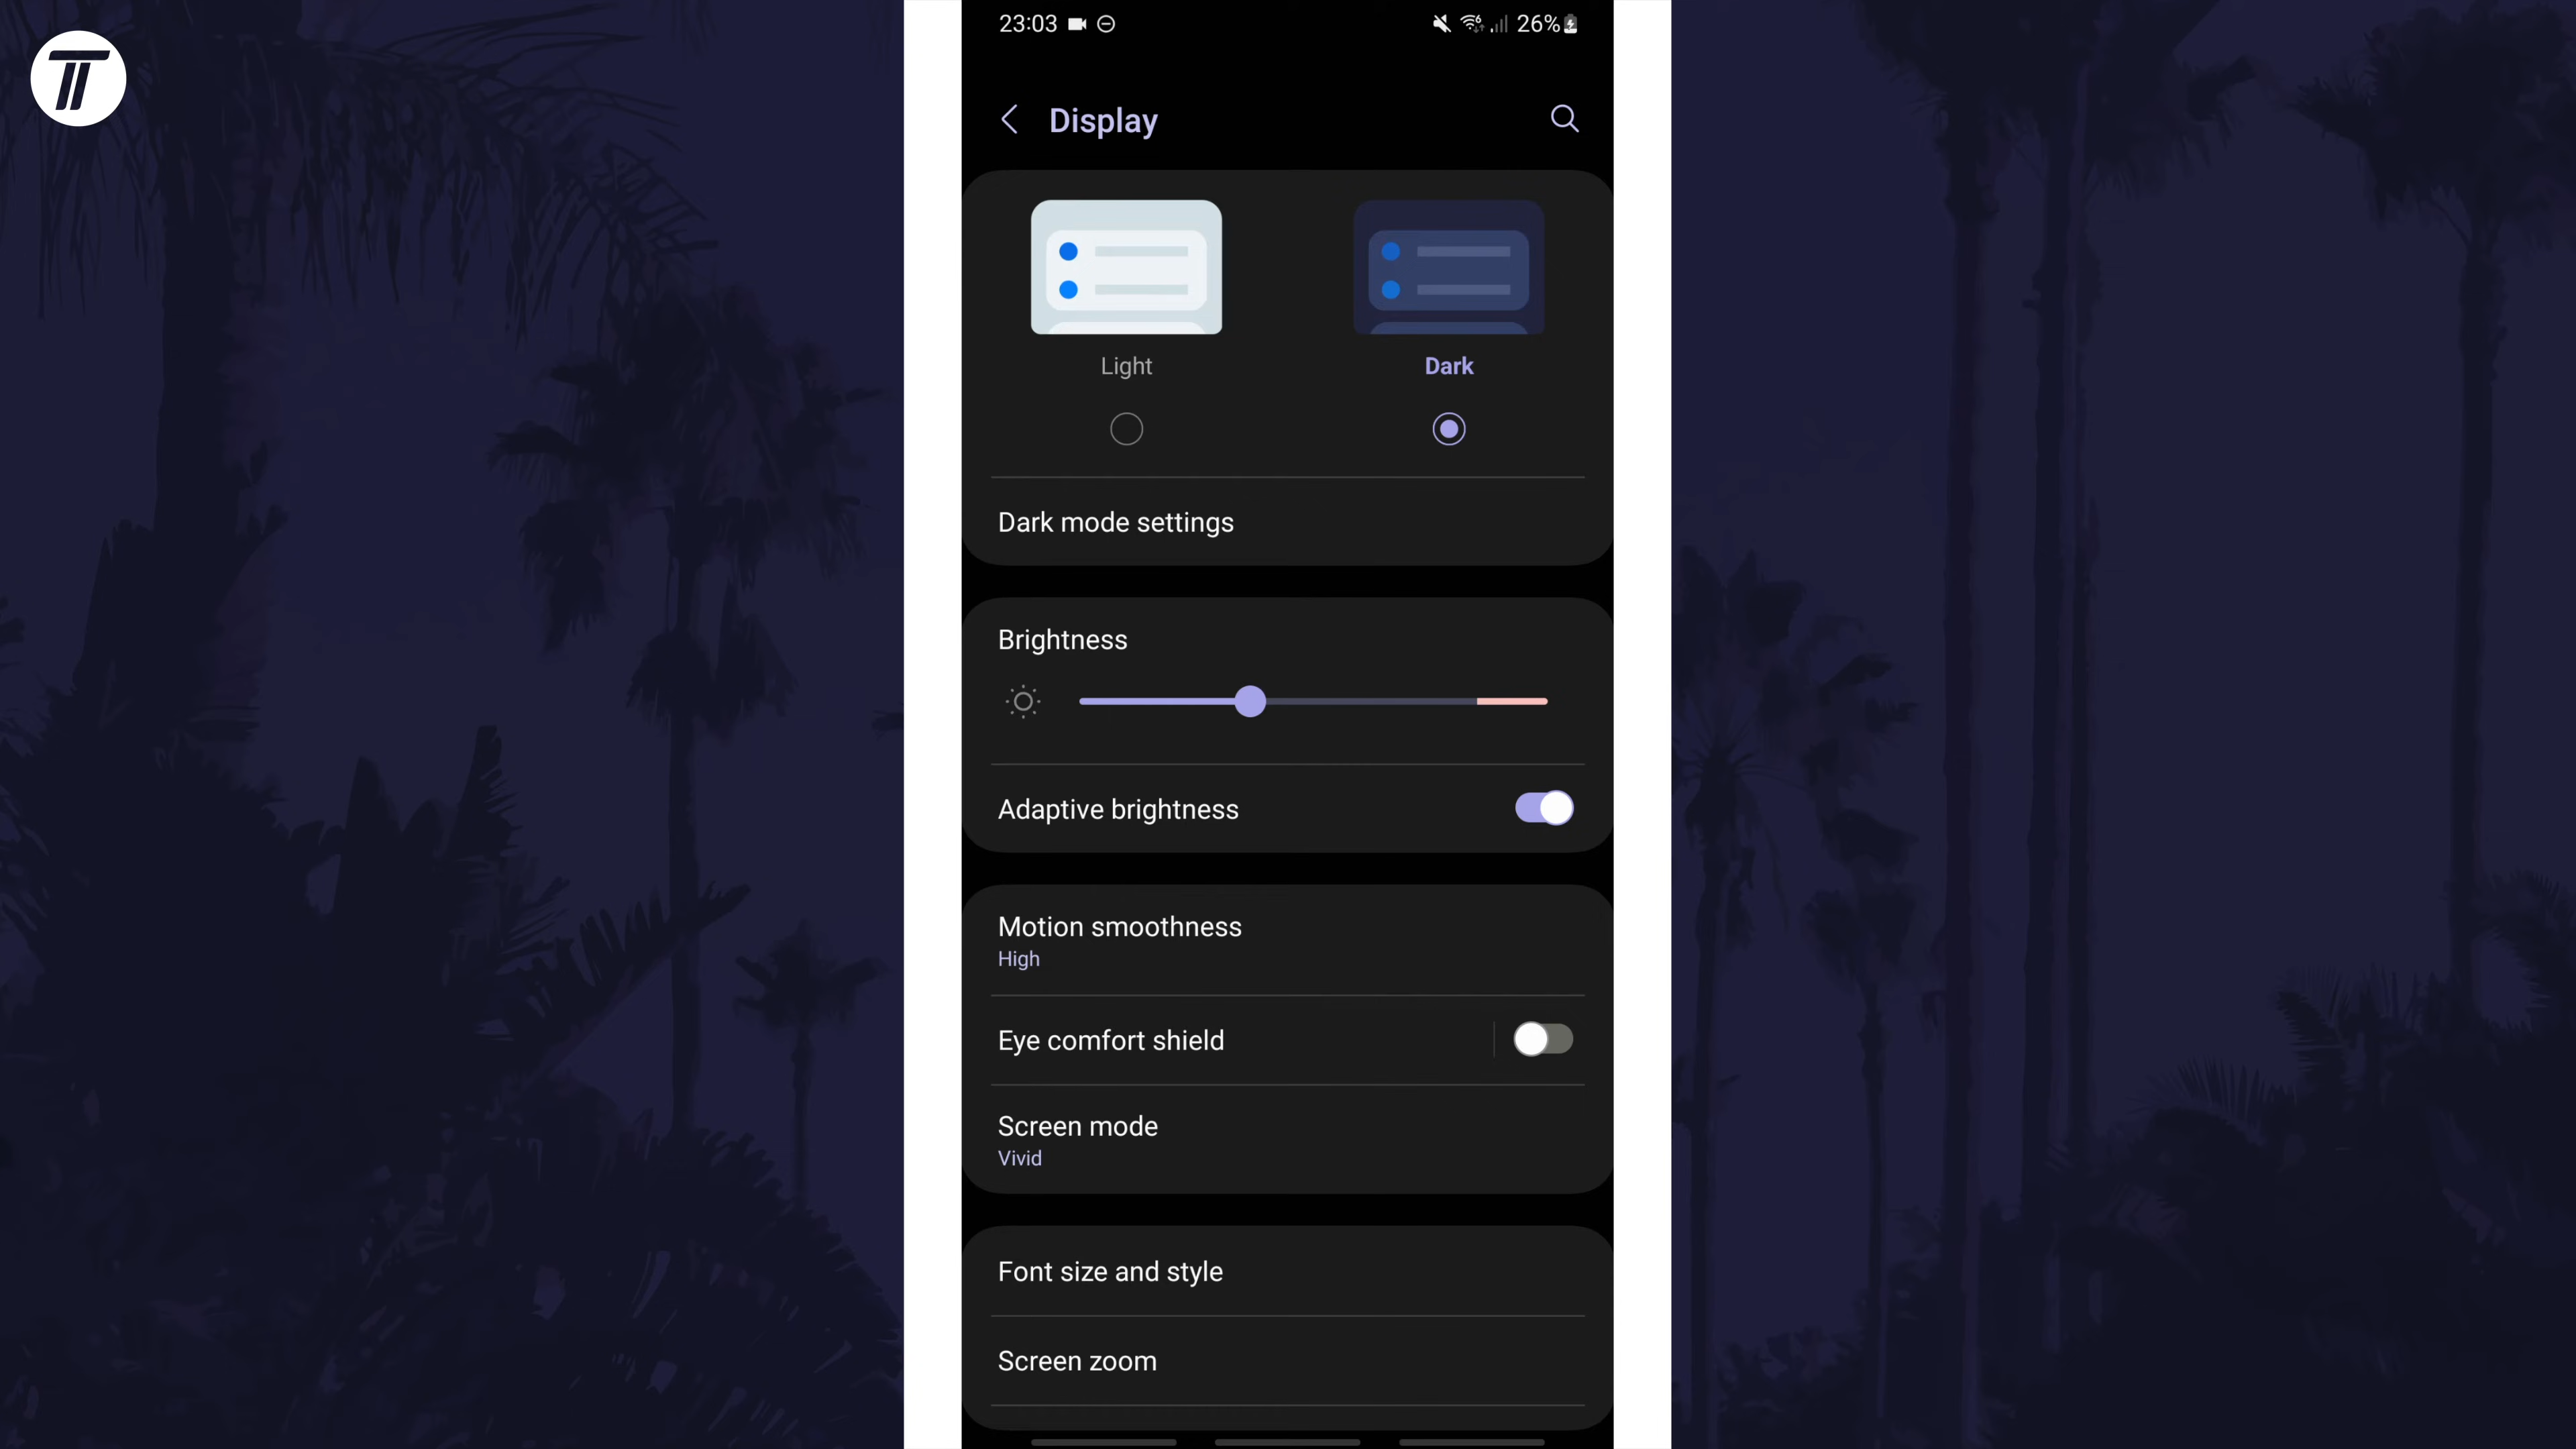 23:03
26%
Display
Light
Dark
Dark mode settings
Brightness
Adaptive brightness
Motion smoothness
High
Eye comfort shield
Screen mode
Vivid
Font size and style
Screen zoom